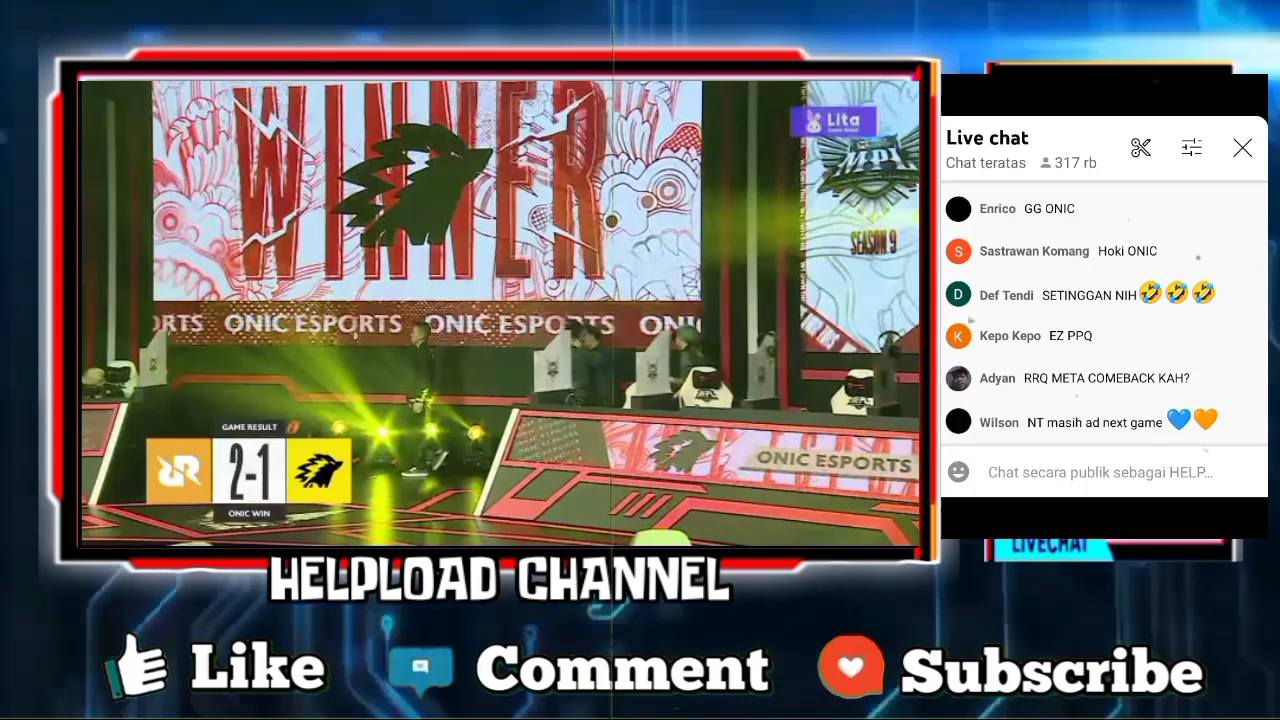 WINNER
Lita
MPL
SEASON 9
ORTS ONIC ESPORTS ONIC ESPORTS ONI
GAME RESULT
2-1
ONIC WIN
ONIC ESPORTS
Live chat
Chat teratas 317 rb
Enrico GG ONIC
S Sastrawan Komang Hoki ONIC
D Def Tendi SETINGGAN NIH🤣🤣🤣
K Kepo Kepo EZ PPQ
Adyan RRQ META COMEBACK KAH?
Wilson NT masih ad next game 💙🧡
Chat secara publik sebagai HELP...
LIVECHAT
HELPLOAD CHANNEL
Like Comment Subscribe